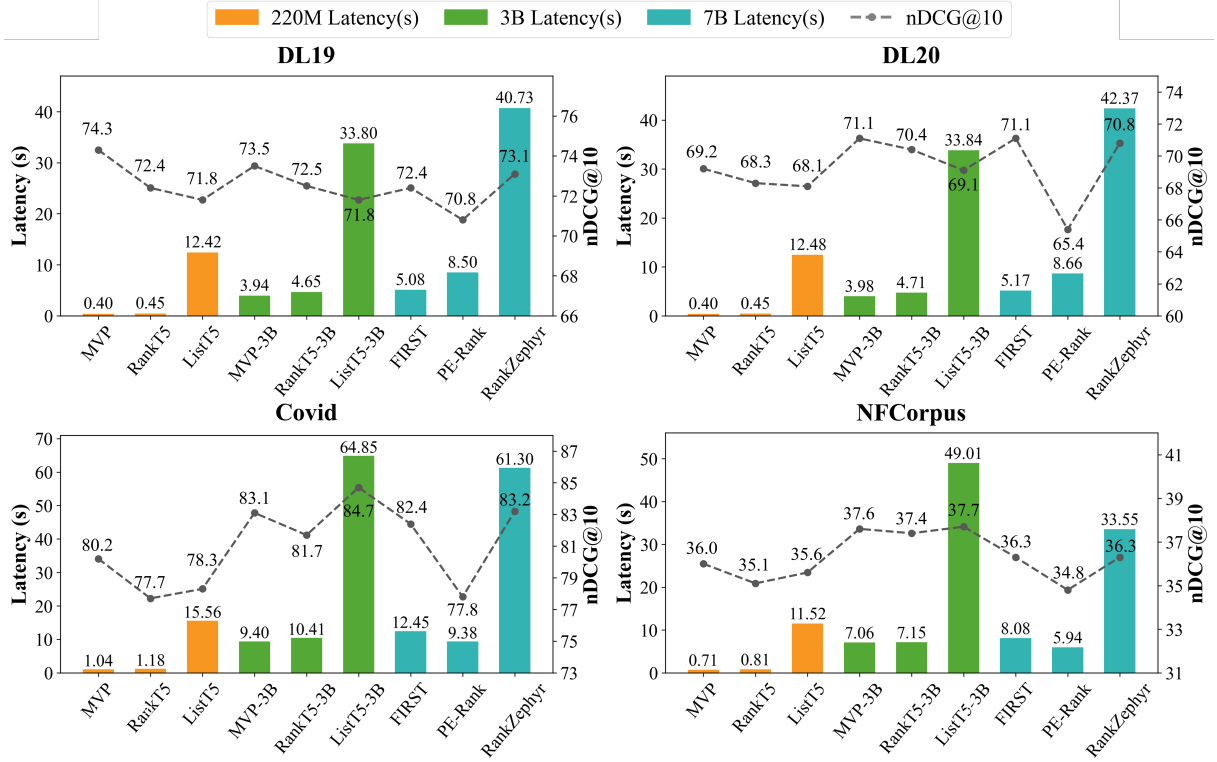 220M Latency(s) 3B Latency(s) 7B Latency(s) nDCG@10
DL19
Latency (s)
0 10 20 30 40
66 68 70 72 74 76
nDCG@10
74.3 72.4 71.8 73.5 72.5 71.8 72.4 70.8 73.1
0.40 0.45 12.42 3.94 4.65 33.80 5.08 8.50 40.73
MVP RankT5 ListT5 MVP-3B RankT5-3B ListT5-3B FIRST PE-Rank RankZephyr
DL20
Latency (s)
0 10 20 30 40
60 62 64 66 68 70 72 74
nDCG@10
69.2 68.3 68.1 71.1 70.4 69.1 71.1 65.4 70.8
0.40 0.45 12.48 3.98 4.71 33.84 5.17 8.66 42.37
MVP RankT5 ListT5 MVP-3B RankT5-3B ListT5-3B FIRST PE-Rank RankZephyr
Covid
Latency (s)
0 10 20 30 40 50 60 70
73 75 77 79 81 83 85 87
nDCG@10
80.2 77.7 78.3 83.1 81.7 84.7 82.4 77.8 83.2
1.04 1.18 15.56 9.40 10.41 64.85 12.45 9.38 61.30
MVP RankT5 ListT5 MVP-3B RankT5-3B ListT5-3B FIRST PE-Rank RankZephyr
NFCorpus
Latency (s)
0 10 20 30 40 50
31 33 35 37 39 41
nDCG@10
36.0 35.1 35.6 37.6 37.4 37.7 36.3 34.8 36.3
0.71 0.81 11.52 7.06 7.15 49.01 8.08 5.94 33.55
MVP RankT5 ListT5 MVP-3B RankT5-3B ListT5-3B FIRST PE-Rank RankZephyr